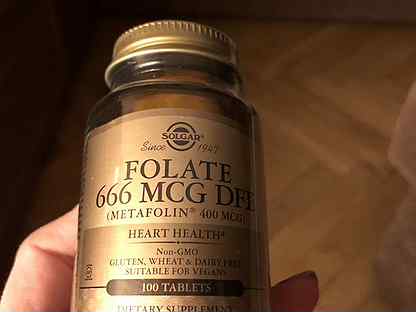 SOLGAR®
Since 1947
FOLATE
666 MCG DFE
(METAFOLIN® 400 MCG)
HEART HEALTH
Non-GMO
GLUTEN, WHEAT & DAIRY FREE
SUITABLE FOR VEGANS
100 TABLETS
DIETARY SUPPLEMENT